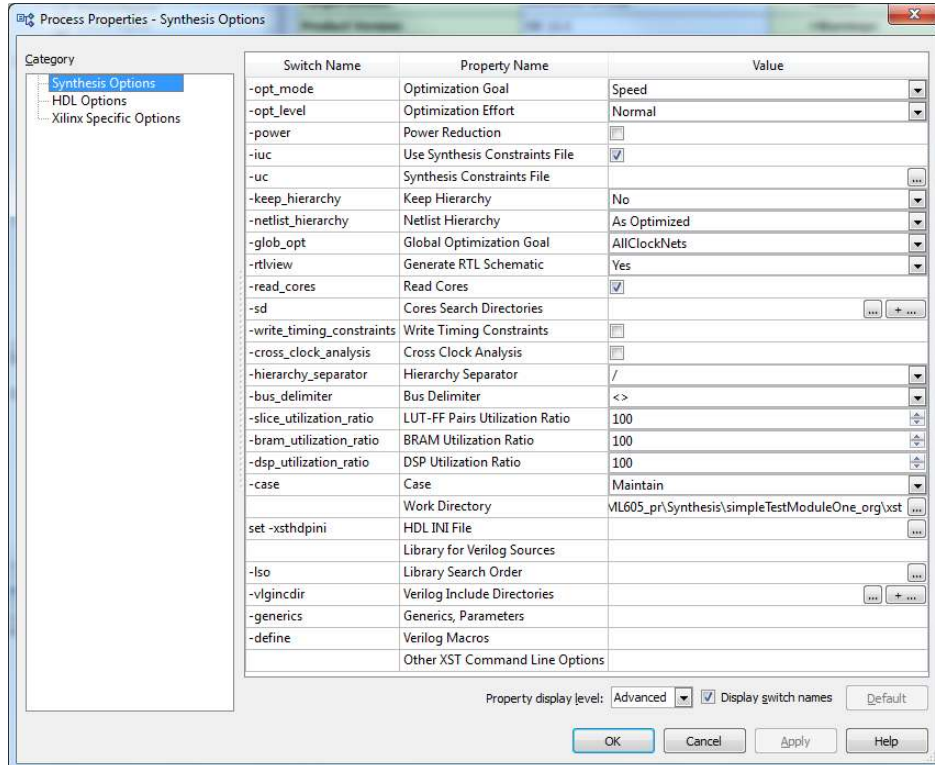 Process Properties - Synthesis Options
Category
Synthesis Options
HDL Options
Xilinx Specific Options
Switch Name Property Name Value
-opt_mode Optimization Goal Speed
-opt_level Optimization Effort Normal
-power Power Reduction
-iuc Use Synthesis Constraints File
-uc Synthesis Constraints File ...
-keep_hierarchy Keep Hierarchy No
-netlist_hierarchy Netlist Hierarchy As Optimized
-glob_opt Global Optimization Goal AllClockNets
-rtlview Generate RTL Schematic Yes
-read_cores Read Cores
-sd Cores Search Directories ... + ...
-write_timing_constraints Write Timing Constraints
-cross_clock_analysis Cross Clock Analysis
-hierarchy_separator Hierarchy Separator /
-bus_delimiter Bus Delimiter <>
-slice_utilization_ratio LUT-FF Pairs Utilization Ratio 100
-bram_utilization_ratio BRAM Utilization Ratio 100
-dsp_utilization_ratio DSP Utilization Ratio 100
-case Case Maintain
Work Directory ML605_pr\Synthesis\simpleTestModuleOne_org\xst ...
set -xsthdpini HDL INI File ...
Library for Verilog Sources
-lso Library Search Order ...
-vlgincdir Verilog Include Directories ... + ...
-generics Generics, Parameters
-define Verilog Macros
Other XST Command Line Options
Property display level: Advanced Display switch names Default
OK Cancel Apply Help